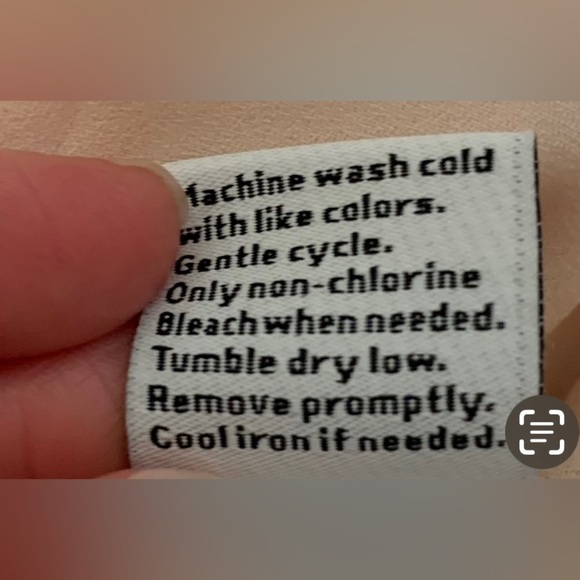 Machine wash cold
with like colors.
Gentle cycle.
Only non-chlorine
Bleach when needed.
Tumble dry low.
Remove promptly.
Cool iron if needed.